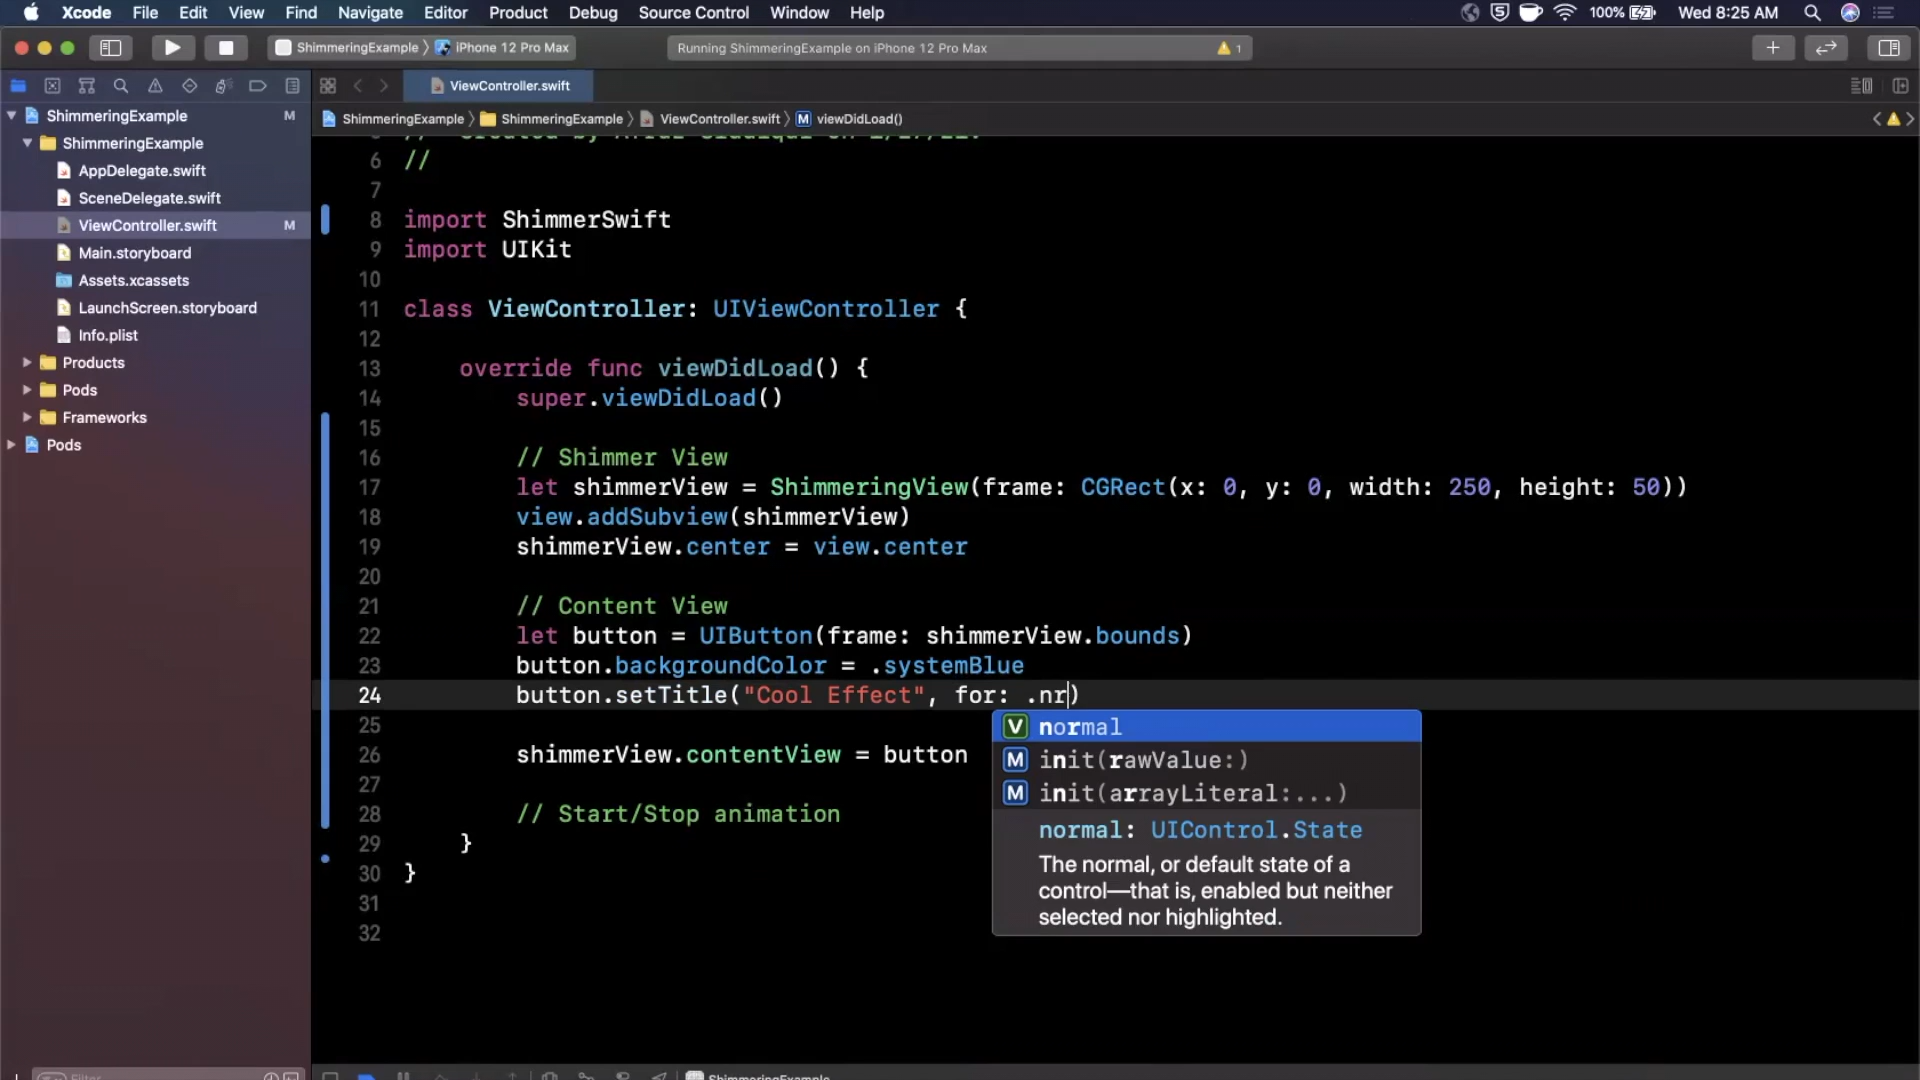 Xcode File Edit View Find Navigate Editor Product Debug Source Control Window Help 100% Wed 8:25 AM
ShimmeringExample 〉 iPhone 12 Pro Max Running ShimmeringExample on iPhone 12 Pro Max 1
ViewController.swift
ShimmeringExample 〉 ShimmeringExample 〉 ViewController.swift 〉 M viewDidLoad()
ShimmeringExample M
ShimmeringExample
AppDelegate.swift
SceneDelegate.swift
ViewController.swift M
Main.storyboard
Assets.xcassets
LaunchScreen.storyboard
Info.plist
Products
Pods
Frameworks
Pods
Filter
6 //
7
8 import ShimmerSwift
9 import UIKit
10
11 class ViewController: UIViewController {
12
13 override func viewDidLoad() {
14 super.viewDidLoad()
15
16 // Shimmer View
17 let shimmerView = ShimmeringView(frame: CGRect(x: 0, y: 0, width: 250, height: 50))
18 view.addSubview(shimmerView)
19 shimmerView.center = view.center
20
21 // Content View
22 let button = UIButton(frame: shimmerView.bounds)
23 button.backgroundColor = .systemBlue
24 button.setTitle("Cool Effect", for: .nr)
25
26 shimmerView.contentView = button
27
28 // Start/Stop animation
29 }
30 }
31
32
V normal
M init(rawValue:)
M init(arrayLiteral:...)
normal: UIControl.State
The normal, or default state of a
control—that is, enabled but neither
selected nor highlighted.
ShimmeringExample